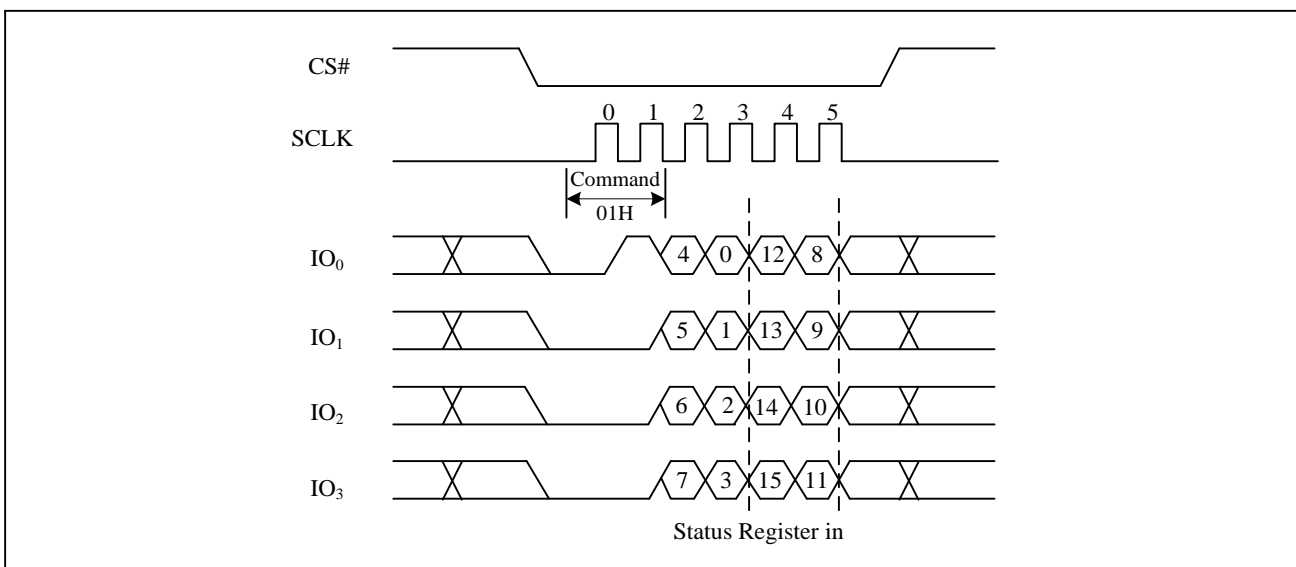 CS#
0 1 2 3 4 5
SCLK
Command
01H
IO0 4 0 12 8
IO1 5 1 13 9
IO2 6 2 14 10
IO3 7 3 15 11
Status Register in